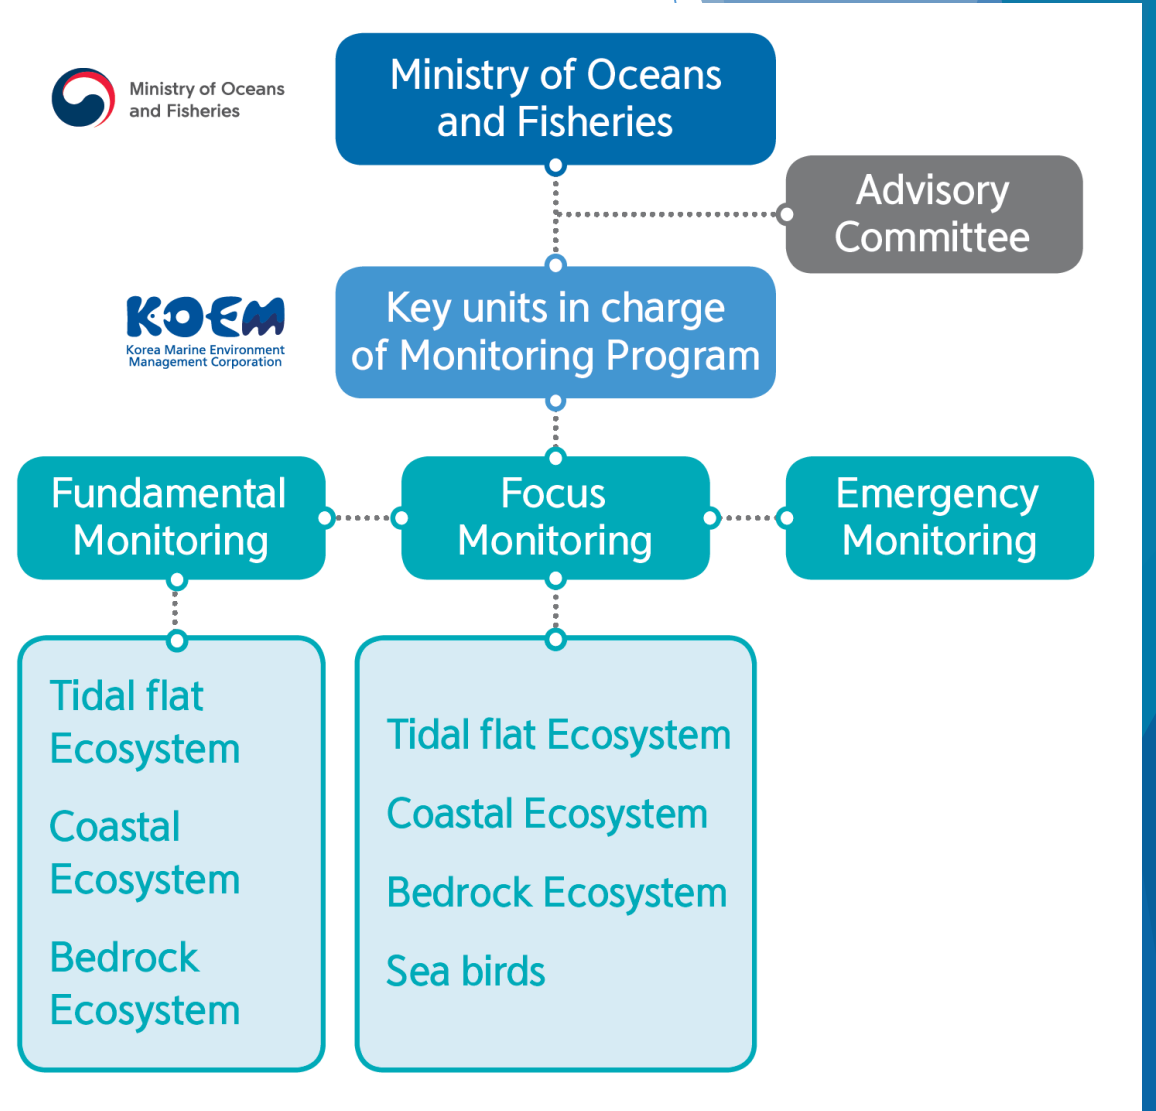 Ministry of Oceans
and Fisheries
Ministry of Oceans
and Fisheries
Advisory
Committee
KOEM
Korea Marine Environment
Management Corporation
Key units in charge
of Monitoring Program
Fundamental
Monitoring
Focus
Monitoring
Emergency
Monitoring
Tidal flat
Ecosystem
Coastal
Ecosystem
Bedrock
Ecosystem
Tidal flat Ecosystem
Coastal Ecosystem
Bedrock Ecosystem
Sea birds